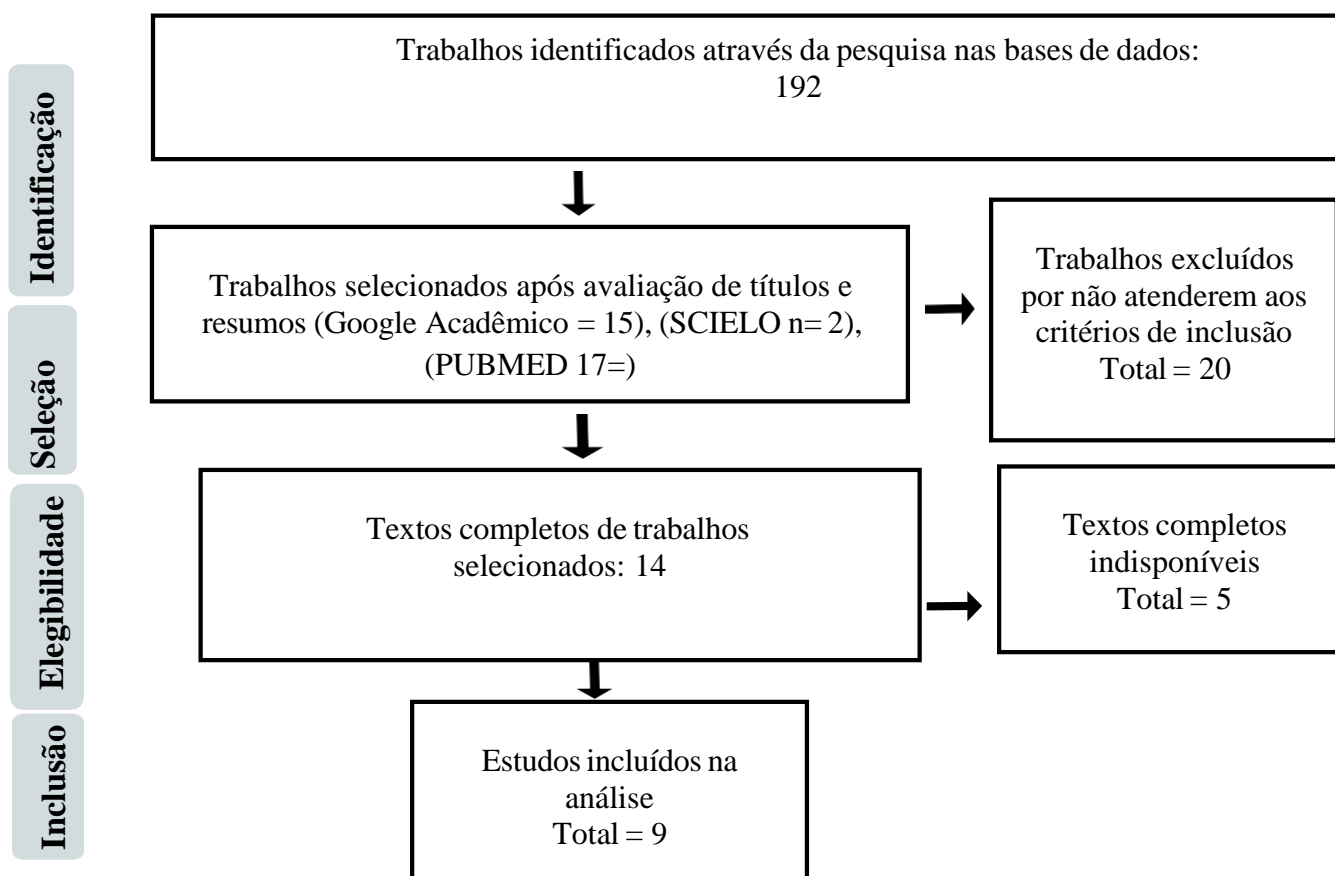 Trabalhos identificados através da pesquisa nas bases de dados:
192
Identificação
Trabalhos selecionados após avaliação de títulos e
resumos (Google Acadêmico = 15), (SCIELO n= 2),
(PUBMED 17=)
Trabalhos excluídos
por não atenderem aos
critérios de inclusão
Total = 20
Seleção
Textos completos de trabalhos
selecionados: 14
Textos completos
indisponíveis
Total = 5
Elegibilidade
Estudos incluídos na
análise
Total = 9
Inclusão